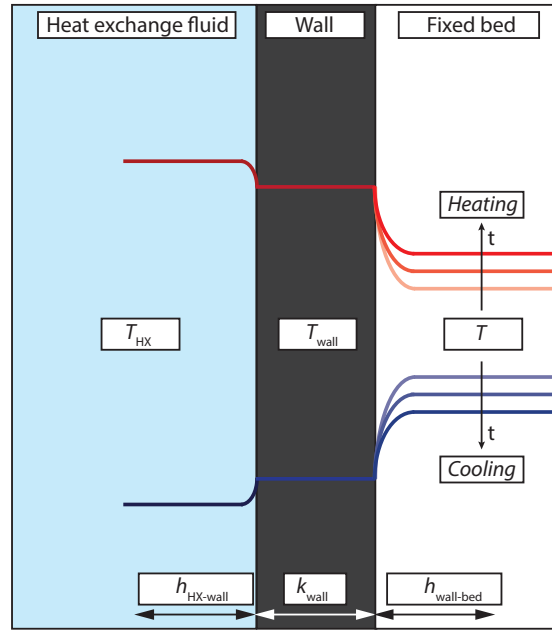 Heat exchange fluid
Wall
Fixed bed
Heating
t
T_HX
T_wall
T
t
Cooling
h_HX-wall
k_wall
h_wall-bed